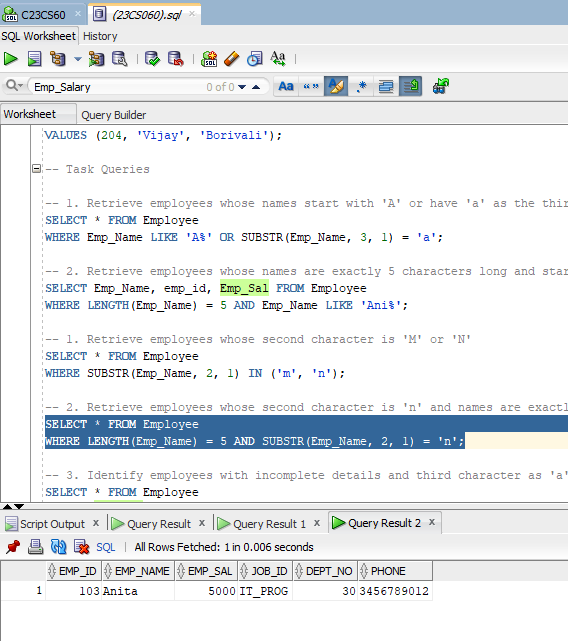 C23CS60 (23CS060).sql
SQL Worksheet History
Emp_Salary 0 of 0 Aa
Worksheet Query Builder
VALUES (204, 'Vijay', 'Borivali');
-- Task Queries
-- 1. Retrieve employees whose names start with 'A' or have 'a' as the thir
SELECT * FROM Employee
WHERE Emp_Name LIKE 'A%' OR SUBSTR(Emp_Name, 3, 1) = 'a';
-- 2. Retrieve employees whose names are exactly 5 characters long and star
SELECT Emp_Name, emp_id, Emp_Sal FROM Employee
WHERE LENGTH(Emp_Name) = 5 AND Emp_Name LIKE 'Ani%';
-- 1. Retrieve employees whose second character is 'M' or 'N'
SELECT * FROM Employee
WHERE SUBSTR(Emp_Name, 2, 1) IN ('m', 'n');
-- 2. Retrieve employees whose second character is 'n' and names are exactl
SELECT * FROM Employee
WHERE LENGTH(Emp_Name) = 5 AND SUBSTR(Emp_Name, 2, 1) = 'n';
-- 3. Identify employees with incomplete details and third character as 'a'
SELECT * FROM Employee
Script Output x Query Result x Query Result 1 x Query Result 2 x
SQL | All Rows Fetched: 1 in 0.006 seconds
EMP_ID EMP_NAME EMP_SAL JOB_ID DEPT_NO PHONE
1 103 Anita 5000 IT_PROG 30 3456789012